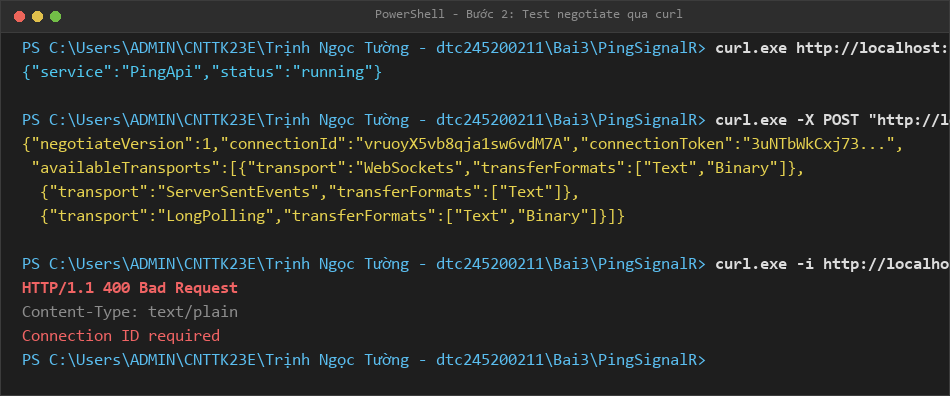 PowerShell - Bước 2: Test negotiate qua curl
PS C:\Users\ADMIN\CNTTK23E\Trịnh Ngọc Tường - dtc245200211\Bai3\PingSignalR> curl.exe http://localhost:
{"service":"PingApi","status":"running"}
PS C:\Users\ADMIN\CNTTK23E\Trịnh Ngọc Tường - dtc245200211\Bai3\PingSignalR> curl.exe -X POST "http://l
{"negotiateVersion":1,"connectionId":"vruoyX5vb8qja1sw6vdM7A","connectionToken":"3uNTbWkCxj73...",
"availableTransports":[{"transport":"WebSockets","transferFormats":["Text","Binary"]},
{"transport":"ServerSentEvents","transferFormats":["Text"]},
{"transport":"LongPolling","transferFormats":["Text","Binary"]}]}
PS C:\Users\ADMIN\CNTTK23E\Trịnh Ngọc Tường - dtc245200211\Bai3\PingSignalR> curl.exe -i http://localho
HTTP/1.1 400 Bad Request
Content-Type: text/plain
Connection ID required
PS C:\Users\ADMIN\CNTTK23E\Trịnh Ngọc Tường - dtc245200211\Bai3\PingSignalR>